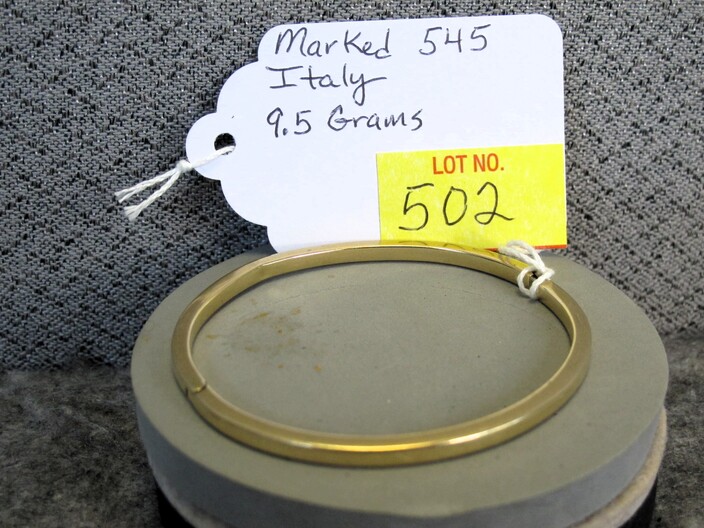 Marked 545
Italy
9.5 Grams
LOT NO.
502